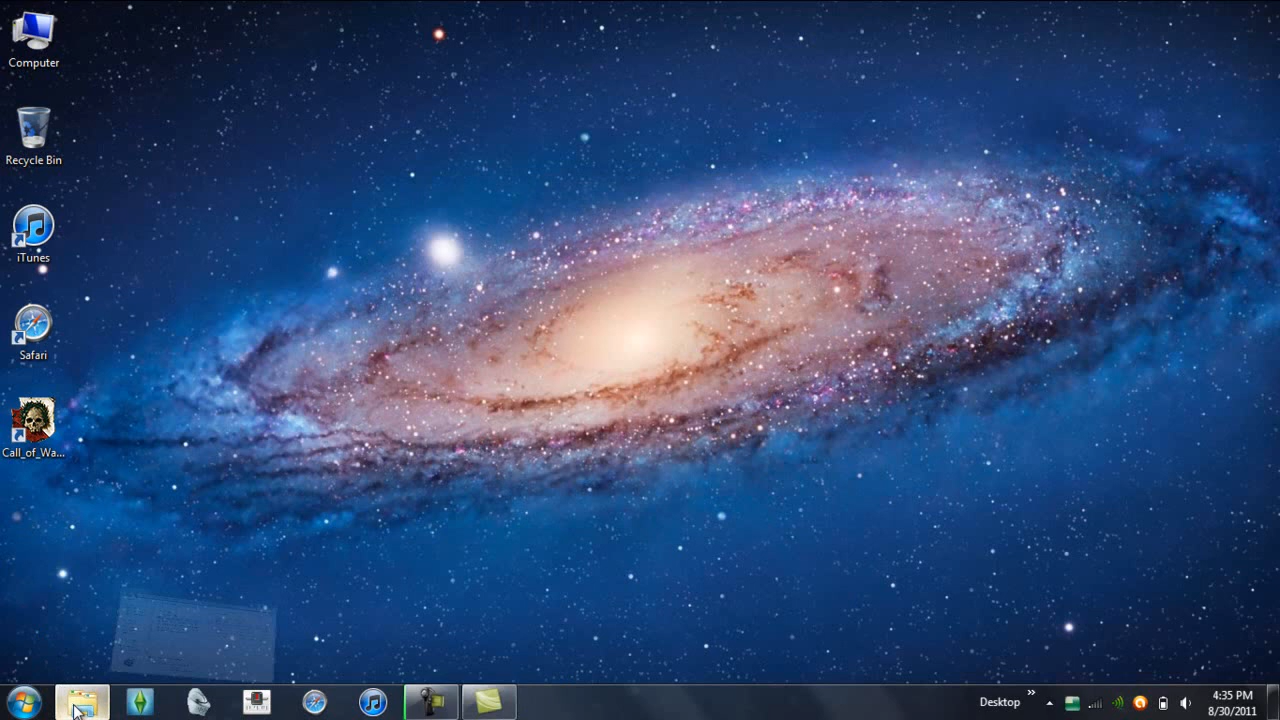 Computer
Recycle Bin
iTunes
Safari
Call_of_Wa...
Desktop
4:35 PM
8/30/2011